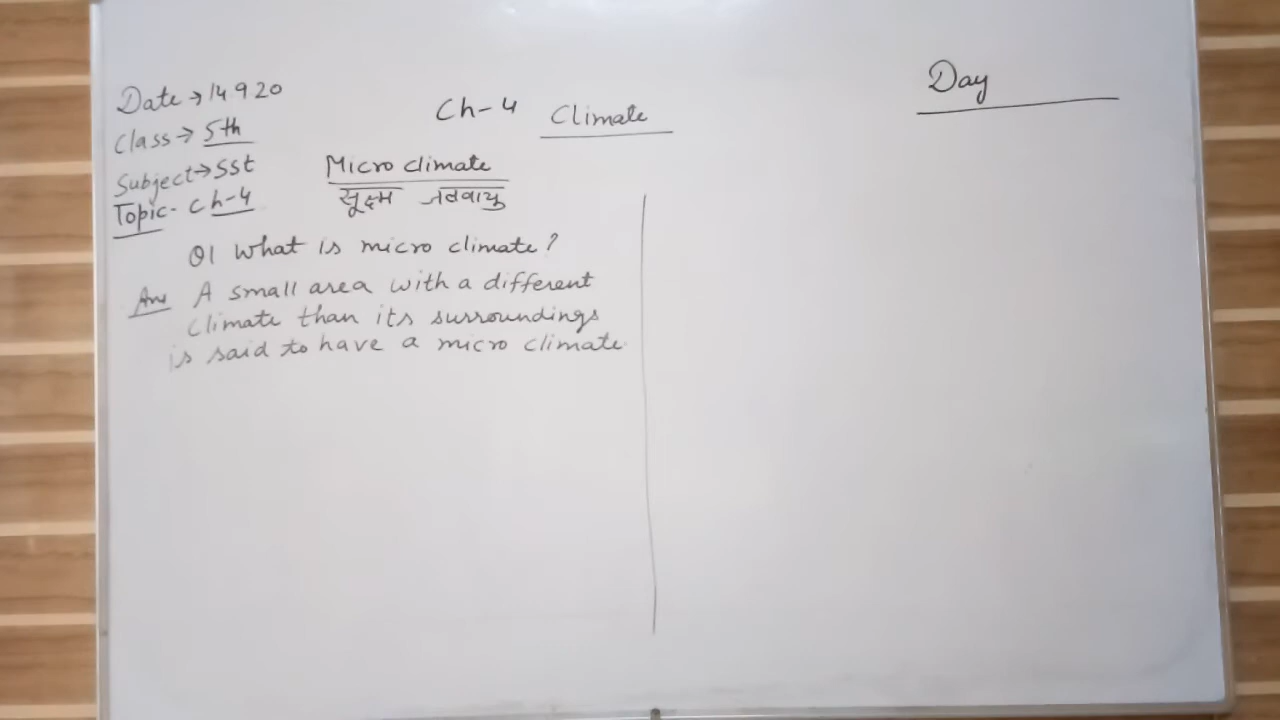 Date → 14 9 20
Class → 5th
Subject → SSt
Topic - Ch-4
Ch-4 Climate
Day
Micro climate
सूक्ष्म जलवायु
Q1 What is micro climate?
Ans A small area with a different
climate than its surroundings
is said to have a micro climate.